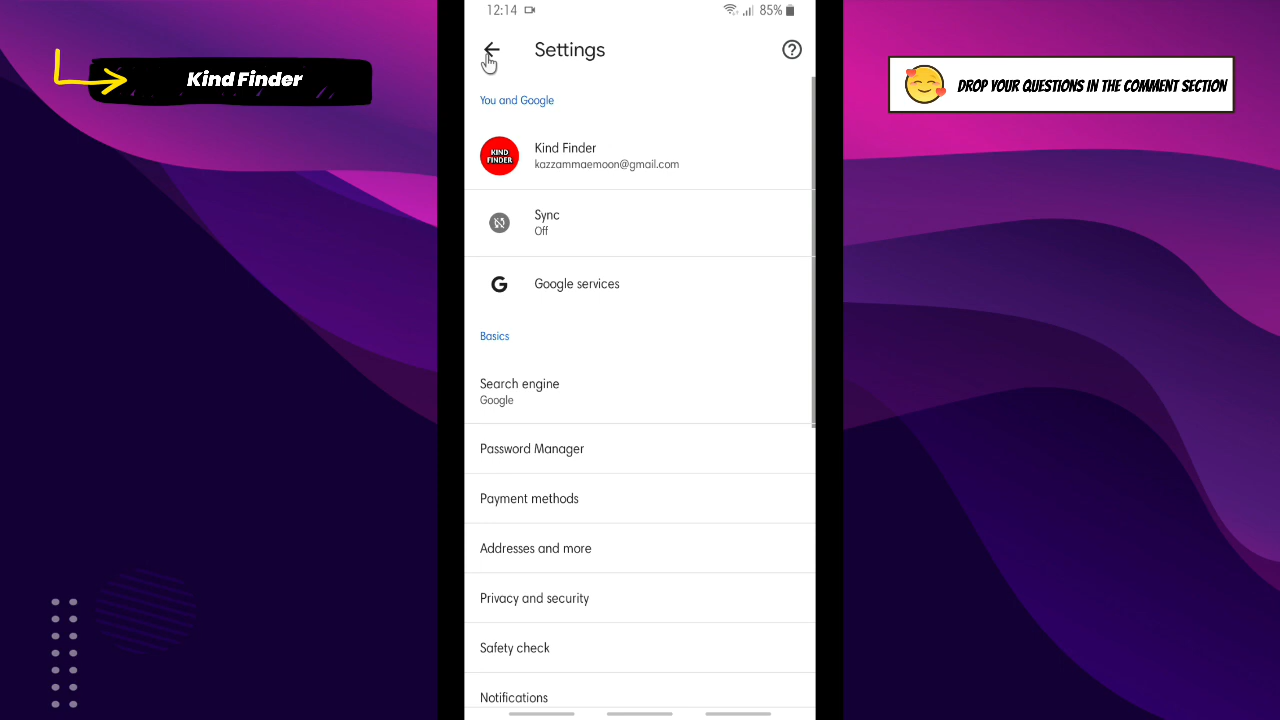 Kind Finder
12:14
85%
Settings
You and Google
KIND
FINDER
Kind Finder
kazzammaemoon@gmail.com
Sync
Off
G
Google services
Basics
Search engine
Google
Password Manager
Payment methods
Addresses and more
Privacy and security
Safety check
Notifications
DROP YOUR QUESTIONS IN THE COMMENT SECTION